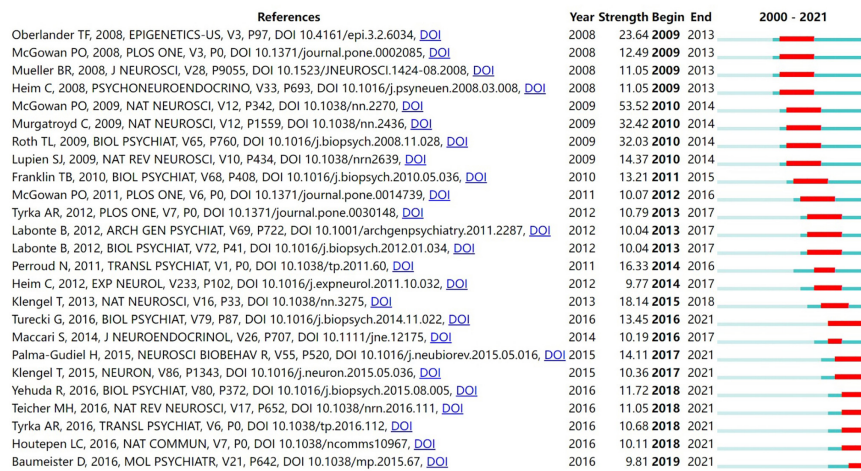 References Year Strength Begin End 2000 - 2021
Oberlander TF, 2008, EPIGENETICS-US, V3, P97, DOI 10.4161/epi.3.2.6034, DOI 2008 23.64 2009 2013
McGowan PO, 2008, PLOS ONE, V3, P0, DOI 10.1371/journal.pone.0002085, DOI 2008 12.49 2009 2013
Mueller BR, 2008, J NEUROSCI, V28, P9055, DOI 10.1523/JNEUROSCI.1424-08.2008, DOI 2008 11.05 2009 2013
Heim C, 2008, PSYCHONEUROENDOCRINO, V33, P693, DOI 10.1016/j.psyneuen.2008.03.008, DOI 2008 11.05 2009 2013
McGowan PO, 2009, NAT NEUROSCI, V12, P342, DOI 10.1038/nn.2270, DOI 2009 53.52 2010 2014
Murgatroyd C, 2009, NAT NEUROSCI, V12, P1559, DOI 10.1038/nn.2436, DOI 2009 32.42 2010 2014
Roth TL, 2009, BIOL PSYCHIAT, V65, P760, DOI 10.1016/j.biopsych.2008.11.028, DOI 2009 32.03 2010 2014
Lupien SJ, 2009, NAT REV NEUROSCI, V10, P434, DOI 10.1038/nrn2639, DOI 2009 14.37 2010 2014
Franklin TB, 2010, BIOL PSYCHIAT, V68, P408, DOI 10.1016/j.biopsych.2010.05.036, DOI 2010 13.21 2011 2015
McGowan PO, 2011, PLOS ONE, V6, P0, DOI 10.1371/journal.pone.0014739, DOI 2011 10.07 2012 2016
Tyrka AR, 2012, PLOS ONE, V7, P0, DOI 10.1371/journal.pone.0030148, DOI 2012 10.79 2013 2017
Labonte B, 2012, ARCH GEN PSYCHIATRY, V69, P722, DOI 10.1001/archgenpsychiatry.2011.2287, DOI 2012 10.04 2013 2017
Labonte B, 2012, BIOL PSYCHIAT, V72, P41, DOI 10.1016/j.biopsych.2012.01.034, DOI 2012 10.04 2013 2017
Perroud N, 2011, TRANSL PSYCHIAT, V1, P0, DOI 10.1038/tp.2011.60, DOI 2011 16.33 2014 2016
Heim C, 2012, EXP NEUROL, V233, P102, DOI 10.1016/j.expneurol.2011.10.032, DOI 2012 9.77 2014 2017
Klengel T, 2013, NAT NEUROSCI, V16, P33, DOI 10.1038/nn.3275, DOI 2013 18.14 2015 2018
Turecki G, 2016, BIOL PSYCHIAT, V79, P87, DOI 10.1016/j.biopsych.2014.11.022, DOI 2016 13.45 2016 2021
Maccari S, 2014, J NEUROENDOCRINOL, V26, P707, DOI 10.1111/jne.12175, DOI 2014 10.19 2016 2017
Palma-Gudiel H, 2015, NEUROSCI BIOBEHAV R, V55, P520, DOI 10.1016/j.neubiorev.2015.05.016, DOI 2015 14.11 2017 2021
Klengel T, 2015, NEURON, V86, P1343, DOI 10.1016/j.neuron.2015.05.036, DOI 2015 10.36 2017 2021
Yehuda R, 2016, BIOL PSYCHIAT, V80, P372, DOI 10.1016/j.biopsych.2015.08.005, DOI 2016 11.72 2018 2021
Teicher MH, 2016, NAT REV NEUROSCI, V17, P652, DOI 10.1038/nrn.2016.111, DOI 2016 11.05 2018 2021
Tyrka AR, 2016, TRANSL PSYCHIAT, V6, P0, DOI 10.1038/tp.2016.112, DOI 2016 10.68 2018 2021
Houtepen LC, 2016, NAT COMMUN, V7, P0, DOI 10.1038/ncomms10967, DOI 2016 10.11 2018 2021
Baumeister D, 2016, MOL PSYCHIATR, V21, P642, DOI 10.1038/mp.2015.67, DOI 2016 9.81 2019 2021